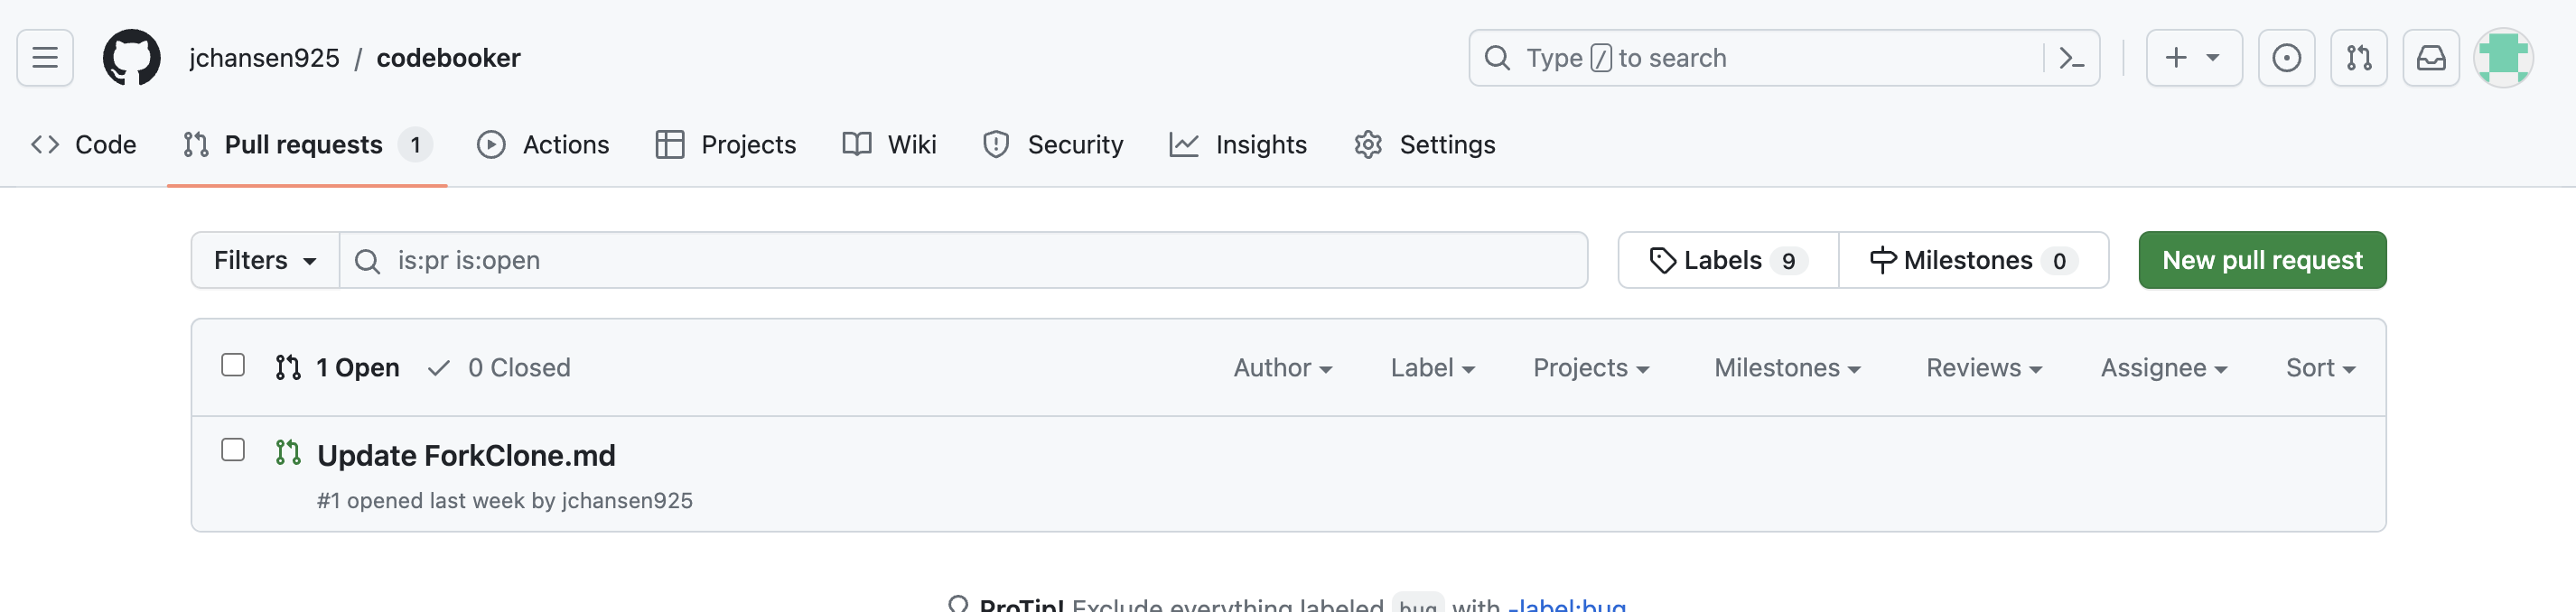 jchansen925 / codebooker
Type / to search
Code
Pull requests 1
Actions
Projects
Wiki
Security
Insights
Settings
Filters
is:pr is:open
Labels 9
Milestones 0
New pull request
1 Open
0 Closed
Author
Label
Projects
Milestones
Reviews
Assignee
Sort
Update ForkClone.md
#1 opened last week by jchansen925
ProTip! Exclude everything labeled bug with -label:bug